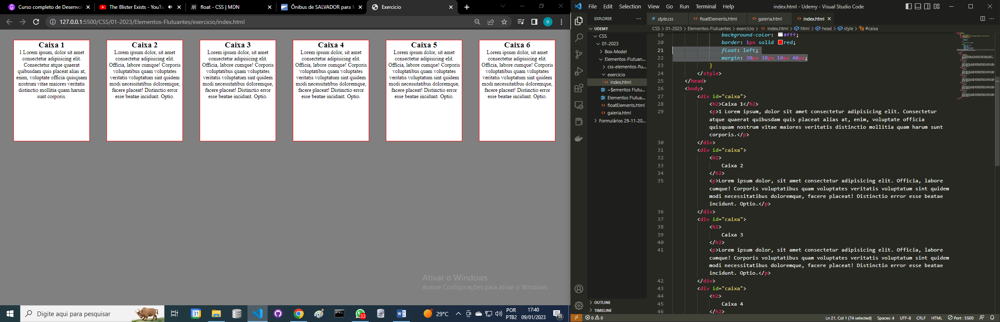 Curso completo de Desenvol
The Blister Exists - YouTu
float - CSS | MDN
Ônibus de SALVADOR para M
Exercicio
127.0.0.1:5500/CSS/01-2023/Elementos-Flutuantes/exercicio/index.html
o
Caixa 1
1 Lorem ipsum, dolor sit amet
consectetur adipisicing elit.
Consectetur atque quaerat
quibusdam quis placeat alias at,
enim, voluptate officia quisquam
nostrum vitae maiores veritatis
distinctio mollitia quam harum
sunt corporis.
Caixa 2
Lorem ipsum dolor, sit amet
consectetur adipisicing elit.
Officia, labore cumque! Corporis
voluptatibus quam voluptates
veritatis voluptatum sint quidem
modi necessitatibus doloremque,
facere placeat! Distinctio error
esse beatae incidunt. Optio.
Caixa 3
Lorem ipsum dolor, sit amet
consectetur adipisicing elit.
Officia, labore cumque! Corporis
voluptatibus quam voluptates
veritatis voluptatum sint quidem
modi necessitatibus doloremque,
facere placeat! Distinctio error
esse beatae incidunt. Optio.
Caixa 4
Lorem ipsum dolor, sit amet
consectetur adipisicing elit.
Officia, labore cumque! Corporis
voluptatibus quam voluptates
veritatis voluptatum sint quidem
modi necessitatibus doloremque,
facere placeat! Distinctio error
esse beatae incidunt. Optio.
Caixa 5
Lorem ipsum dolor, sit amet
consectetur adipisicing elit.
Officia, labore cumque! Corporis
voluptatibus quam voluptates
veritatis voluptatum sint quidem
modi necessitatibus doloremque,
facere placeat! Distinctio error
esse beatae incidunt. Optio.
Caixa 6
Lorem ipsum dolor, sit amet
consectetur adipisicing elit.
Officia, labore cumque! Corporis
voluptatibus quam voluptates
veritatis voluptatum sint quidem
modi necessitatibus doloremque,
facere placeat! Distinctio error
esse beatae incidunt. Optio.
Ativar o Windows
Acesse Configurações para ativar o Windows.
Digite aqui para pesquisar
31
33
29°C
POR
PTB2
17:40
09/01/2023
11
File Edit Selection View Go Run Terminal Help
index.html - Udemy - Visual Studio Code
EXPLORER
UDEMY
CSS
01-2023
Box-Model
Elementos-Flutuan...
css-elementos-flu...
exercicio
index.html
~$ementos Flutu...
Elementos Flutua...
floatElements.html
galeria.html
Formulários 29-11-20...
OUTLINE
TIMELINE
style.css
floatElements.html
galeria.html
index.html
CSS > 01-2023 > Elementos-Flutuantes > exercicio > index.html > html > head > style > #caixa
19 background-color: #fff;
20 border: 1px solid red;
21 float: left;
22 margin: 30px 10px 10px 40px;
23 }
24 </style>
25 </head>
26 <body>
27 <div id="caixa">
28 <h2>Caixa 1</h2>
29 <p>1 Lorem ipsum, dolor sit amet consectetur adipisicing elit. Consectetur
atque quaerat quibusdam quis placeat alias at, enim, voluptate officia
quisquam nostrum vitae maiores veritatis distinctio mollitia quam harum sunt
corporis.</p>
30 </div>
31 <div id="caixa">
32 <h2>
33 Caixa 2
34 </h2>
35 <p>Lorem ipsum dolor, sit amet consectetur adipisicing elit. Officia, labore
cumque! Corporis voluptatibus quam voluptates veritatis voluptatum sint quidem
modi necessitatibus doloremque, facere placeat! Distinctio error esse beatae
incidunt. Optio.</p>
36 </div>
37 <div id="caixa">
38 <h2>
39 Caixa 3
40 </h2>
41 <p>Lorem ipsum dolor, sit amet consectetur adipisicing elit. Officia, labore
cumque! Corporis voluptatibus quam voluptates veritatis voluptatum sint quidem
modi necessitatibus doloremque, facere placeat! Distinctio error esse beatae
incidunt. Optio.</p>
42 </div>
43 <div id="caixa">
44 <h2>
45 Caixa 4
46 </h2>
0 0
Ln 21, Col 1 (74 selected) Spaces: 4 UTF-8 CRLF HTML Port : 5500